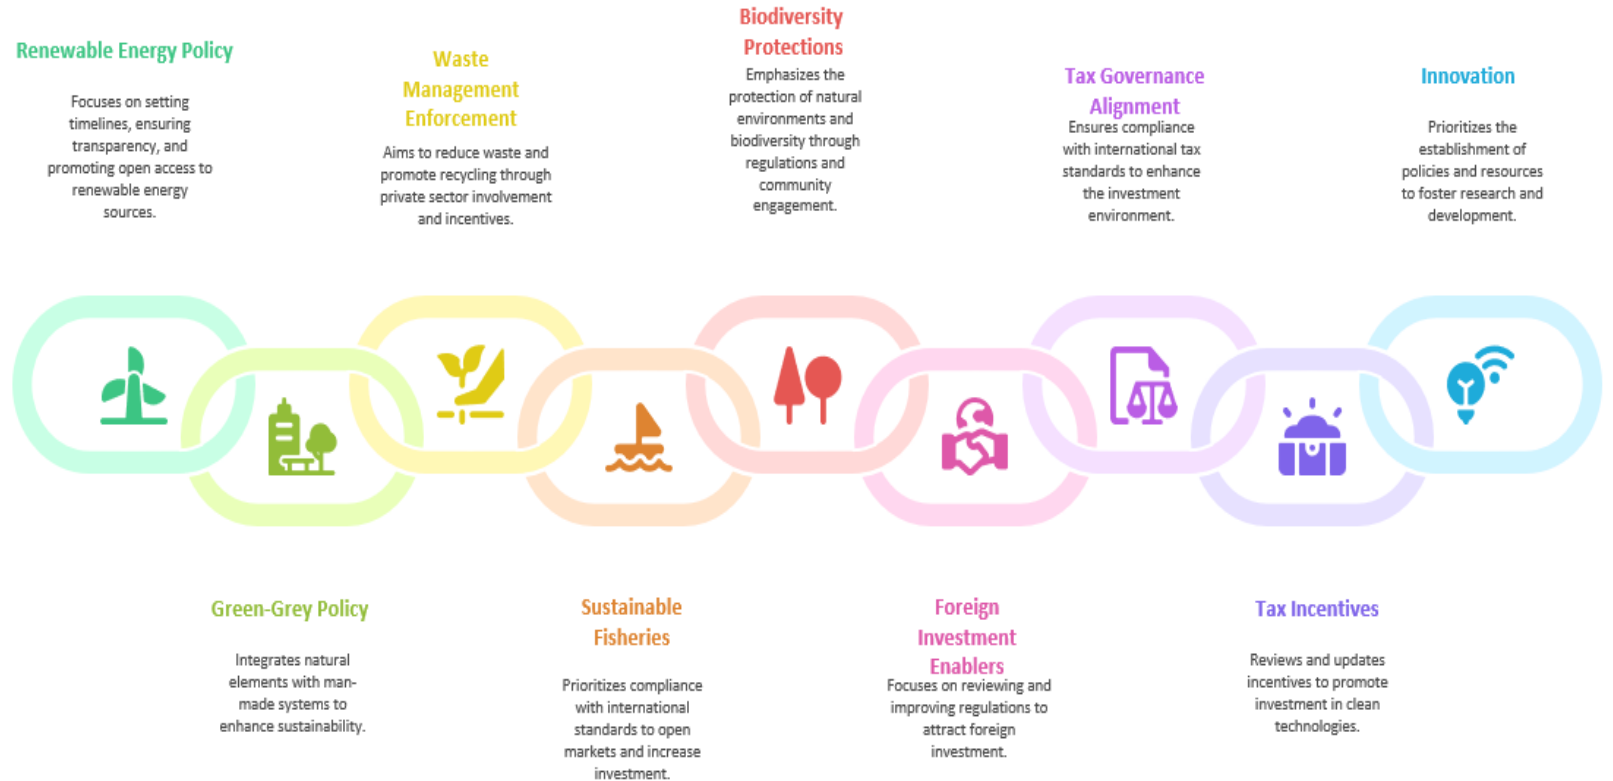 Renewable Energy Policy
Focuses on setting
timelines, ensuring
transparency, and
promoting open access to
renewable energy
sources.
Waste
Management
Enforcement
Aims to reduce waste and
promote recycling through
private sector involvement
and incentives.
Biodiversity
Protections
Emphasizes the
protection of natural
environments and
biodiversity through
regulations and
community
engagement.
Tax Governance
Alignment
Ensures compliance
with international tax
standards to enhance
the investment
environment.
Innovation
Prioritizes the
establishment of
policies and resources
to foster research and
development.
Green-Grey Policy
Integrates natural
elements with man-
made systems to
enhance sustainability.
Sustainable
Fisheries
Prioritizes compliance
with international
standards to open
markets and increase
investment.
Foreign
Investment
Enablers
Focuses on reviewing and
improving regulations to
attract foreign
investment.
Tax Incentives
Reviews and updates
incentives to promote
investment in clean
technologies.